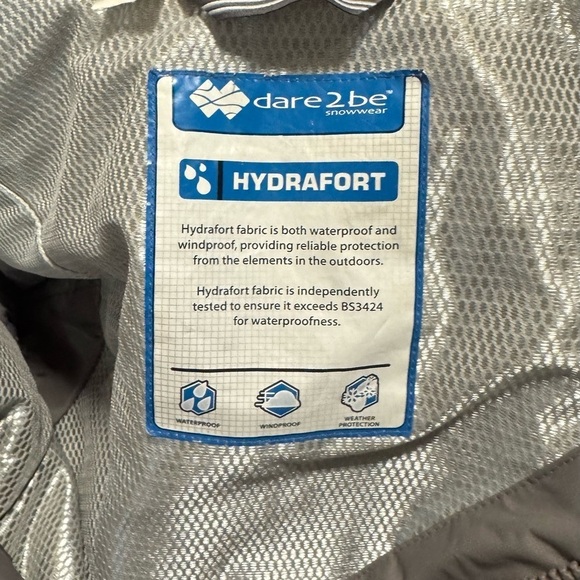 dare2be™
snowwear
HYDRAFORT
Hydrafort fabric is both waterproof and
windproof, providing reliable protection
from the elements in the outdoors.
Hydrafort fabric is independently
tested to ensure it exceeds BS3424
for waterproofness.
WATERPROOF
WINDPROOF
WEATHER
PROTECTION